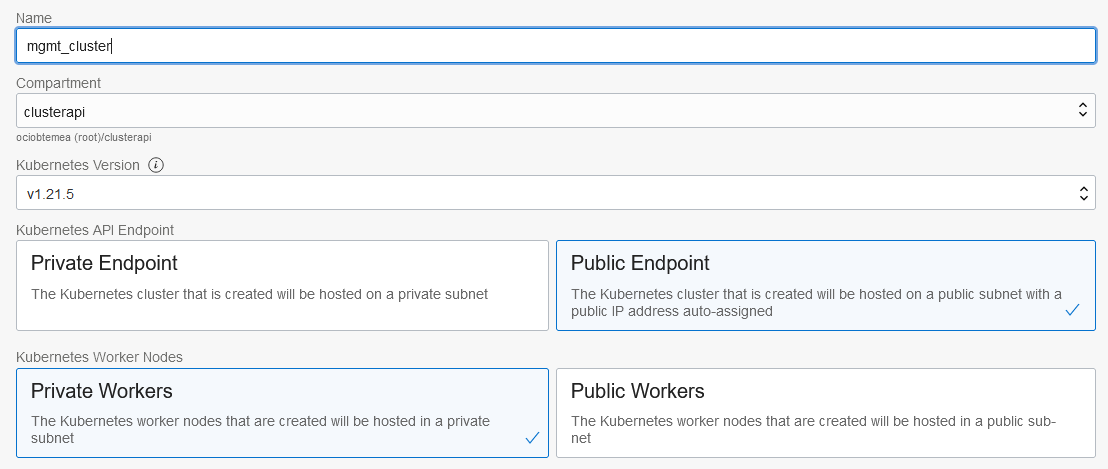 Name
mgmt_cluster
Compartment
clusterapi
ociobtemea (root)/clusterapi
Kubernetes Version i
v1.21.5
Kubernetes API Endpoint
Private Endpoint
The Kubernetes cluster that is created will be hosted on a private subnet
Public Endpoint
The Kubernetes cluster that is created will be hosted on a public subnet with a
public IP address auto-assigned
Kubernetes Worker Nodes
Private Workers
The Kubernetes worker nodes that are created will be hosted in a private
subnet
Public Workers
The Kubernetes worker nodes that are created will be hosted in a public sub-
net